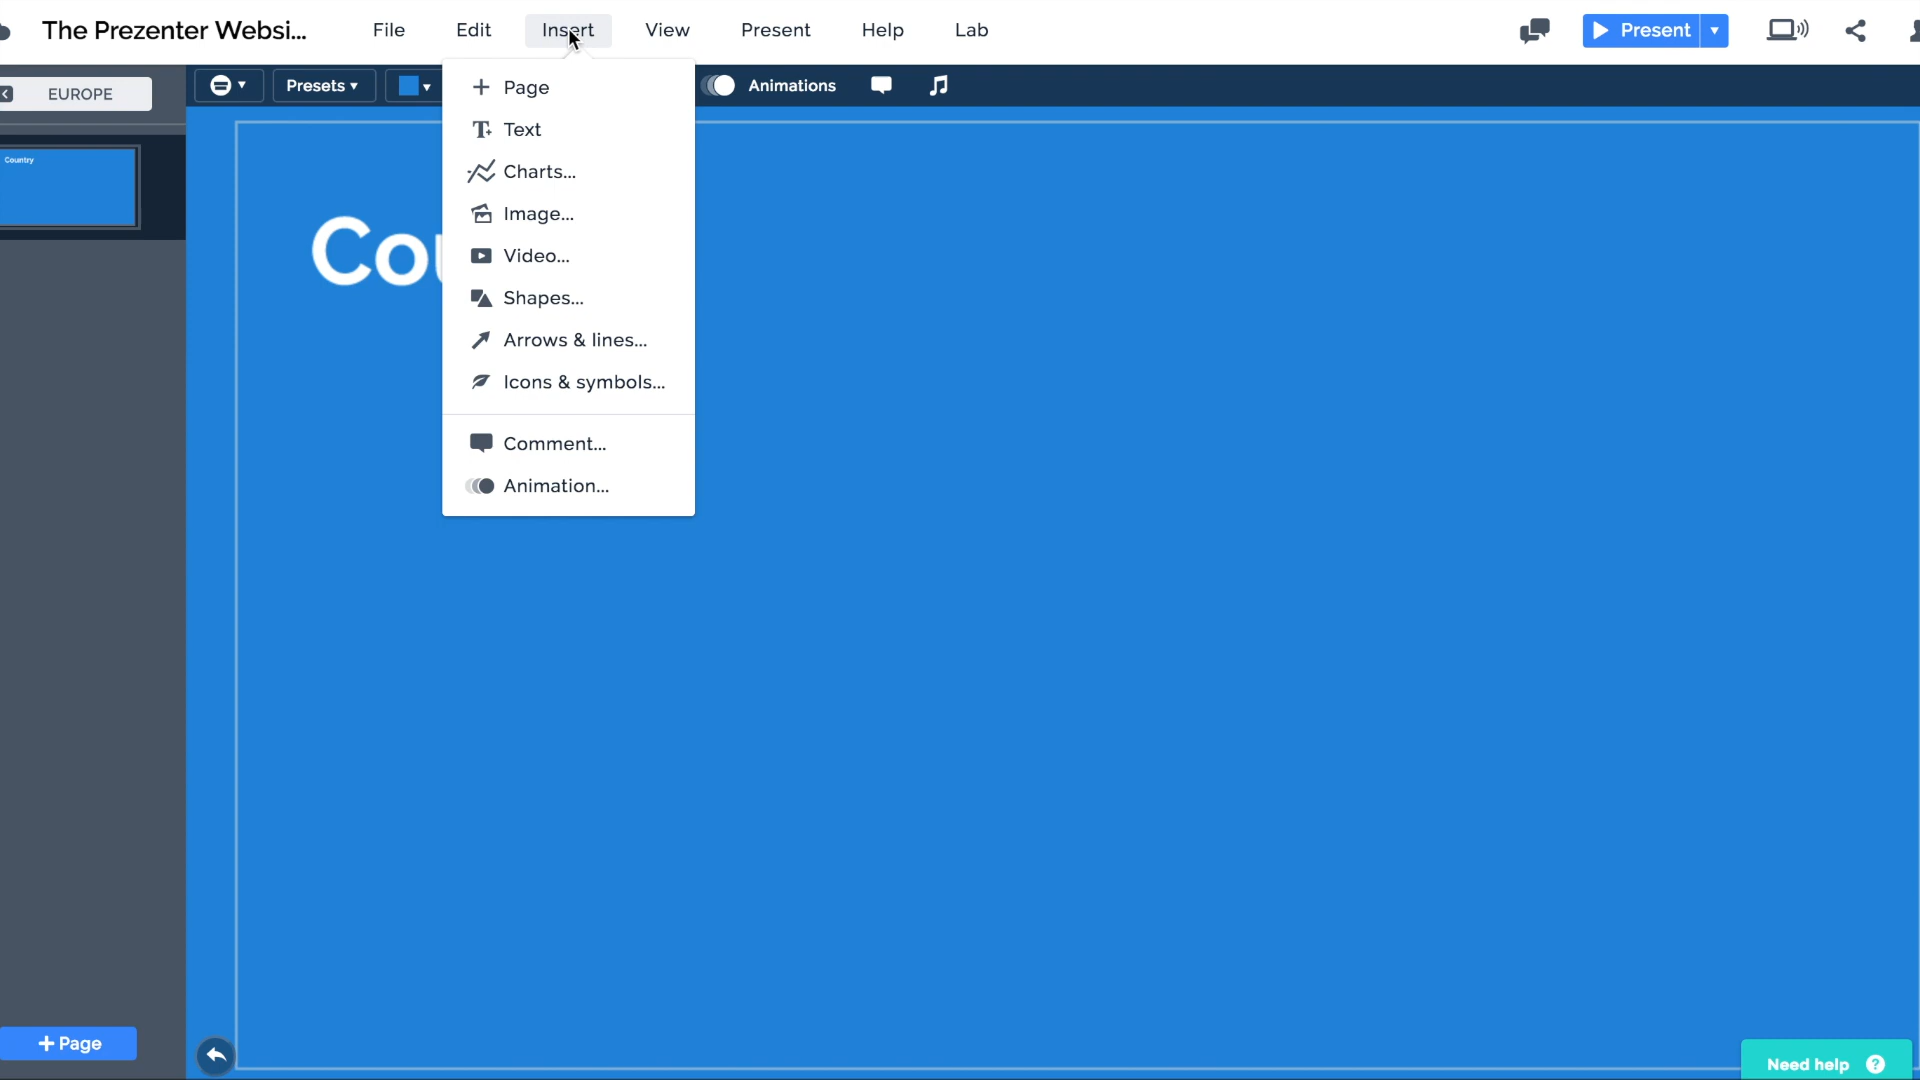 The Prezenter Websi... File Edit Insert View Present Help Lab Present
EUROPE
Presets
Animations
Country
Page
Text
Charts...
Image...
Video...
Shapes...
Arrows & lines...
Icons & symbols...
Comment...
Animation...
Cou
+ Page
Need help ?